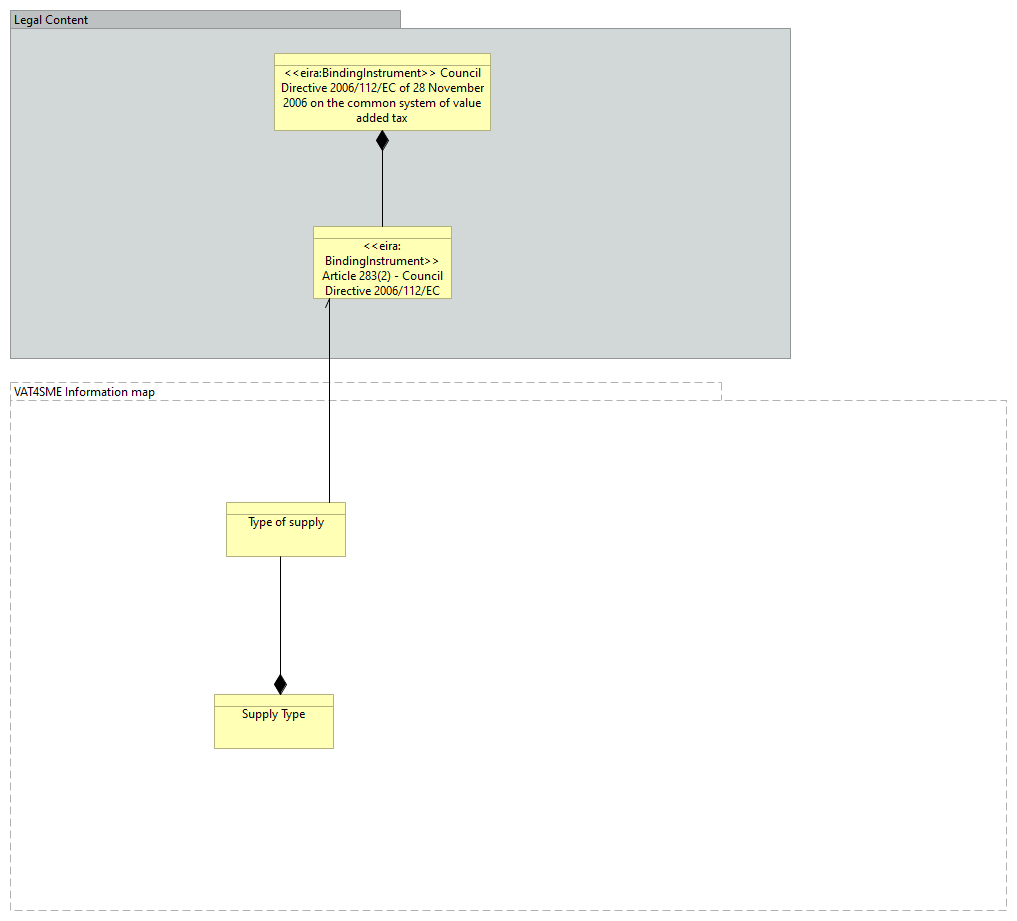 Legal Content
<<eira:BindingInstrument>> Council
Directive 2006/112/EC of 28 November
2006 on the common system of value
added tax
<<eira:
BindingInstrument>>
Article 283(2) - Council
Directive 2006/112/EC
VAT4SME Information map
Type of supply
Supply Type